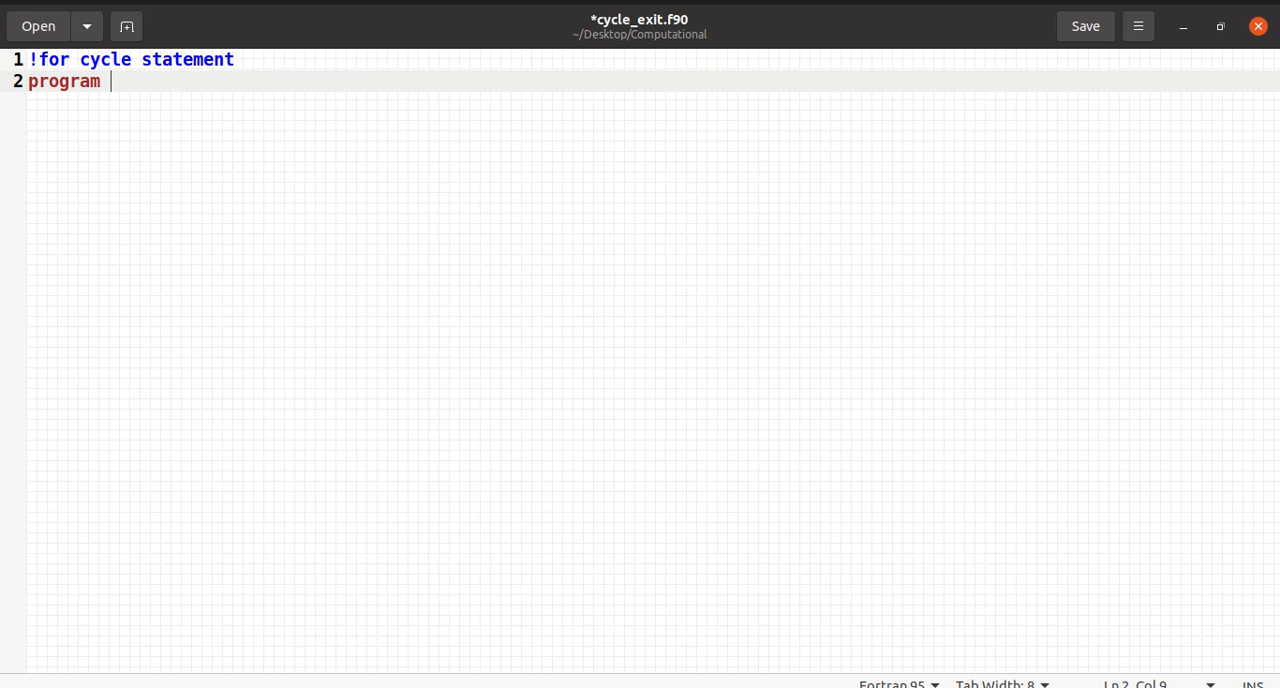 Open
*cycle_exit.f90
~/Desktop/Computational
Save
1 !for cycle statement
2 program
Fortran 95 Tab Width: 8 Ln 2, Col 9 INS